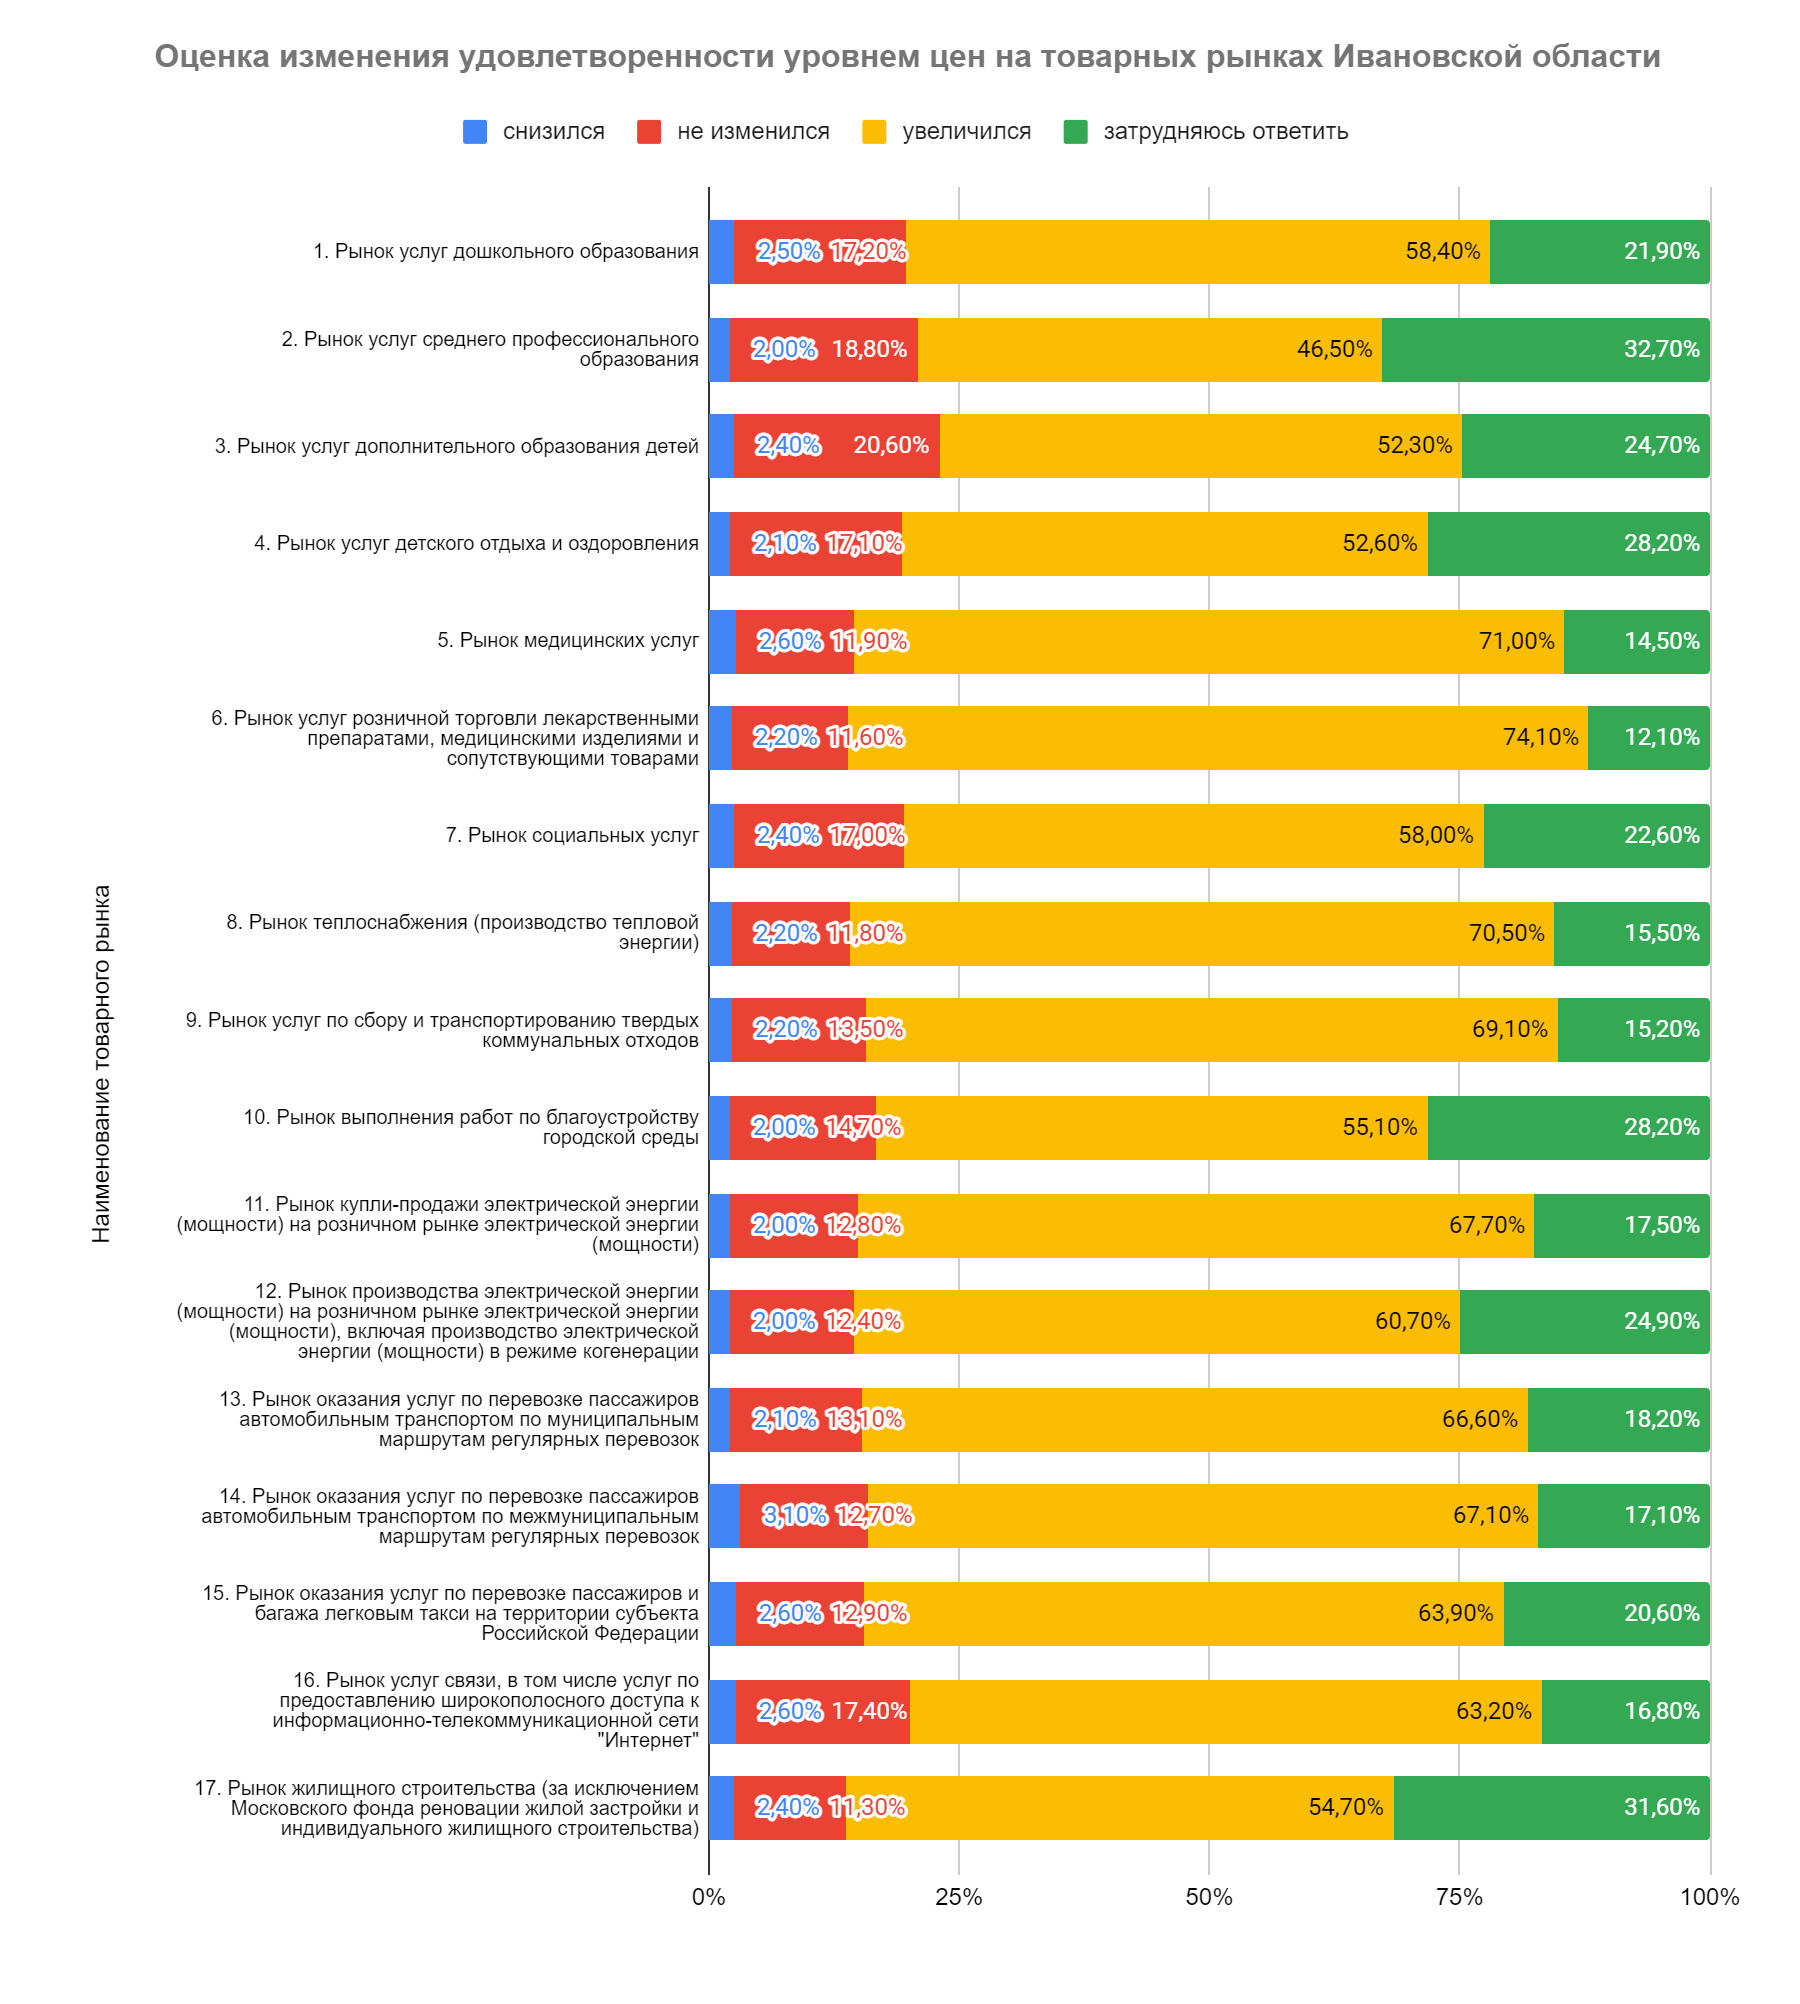 Оценка изменения удовлетворенности уровнем цен на товарных рынках Ивановской области
снизился не изменился увеличился затрудняюсь ответить
Наименование товарного рынка
1. Рынок услуг дошкольного образования
2,50% 17,20% 58,40% 21,90%
2. Рынок услуг среднего профессионального
образования
2,00% 18,80% 46,50% 32,70%
3. Рынок услуг дополнительного образования детей
2,40% 20,60% 52,30% 24,70%
4. Рынок услуг детского отдыха и оздоровления
2,10% 17,10% 52,60% 28,20%
5. Рынок медицинских услуг
2,60% 11,90% 71,00% 14,50%
6. Рынок услуг розничной торговли лекарственными
препаратами, медицинскими изделиями и
сопутствующими товарами
2,20% 11,60% 74,10% 12,10%
7. Рынок социальных услуг
2,40% 17,00% 58,00% 22,60%
8. Рынок теплоснабжения (производство тепловой
энергии)
2,20% 11,80% 70,50% 15,50%
9. Рынок услуг по сбору и транспортированию твердых
коммунальных отходов
2,20% 13,50% 69,10% 15,20%
10. Рынок выполнения работ по благоустройству
городской среды
2,00% 14,70% 55,10% 28,20%
11. Рынок купли-продажи электрической энергии
(мощности) на розничном рынке электрической энергии
(мощности)
2,00% 12,80% 67,70% 17,50%
12. Рынок производства электрической энергии
(мощности) на розничном рынке электрической энергии
(мощности), включая производство электрической
энергии (мощности) в режиме когенерации
2,00% 12,40% 60,70% 24,90%
13. Рынок оказания услуг по перевозке пассажиров
автомобильным транспортом по муниципальным
маршрутам регулярных перевозок
2,10% 13,10% 66,60% 18,20%
14. Рынок оказания услуг по перевозке пассажиров
автомобильным транспортом по межмуниципальным
маршрутам регулярных перевозок
3,10% 12,70% 67,10% 17,10%
15. Рынок оказания услуг по перевозке пассажиров и
багажа легковым такси на территории субъекта
Российской Федерации
2,60% 12,90% 63,90% 20,60%
16. Рынок услуг связи, в том числе услуг по
предоставлению широкополосного доступа к
информационно-телекоммуникационной сети
"Интернет"
2,60% 17,40% 63,20% 16,80%
17. Рынок жилищного строительства (за исключением
Московского фонда реновации жилой застройки и
индивидуального жилищного строительства)
2,40% 11,30% 54,70% 31,60%
0% 25% 50% 75% 100%